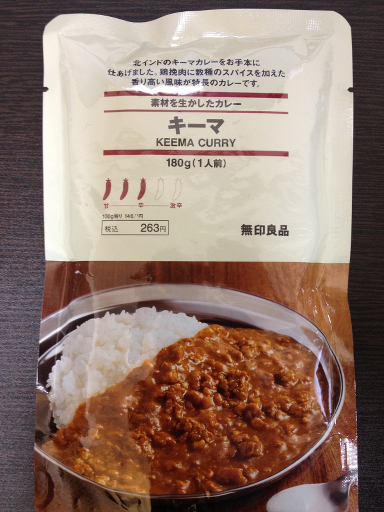 北インドのキーマカレーをお手本に
仕あげました。鶏挽肉に数種のスパイスを加えた
香り高い風味が特長のカレーです。
素材を生かしたカレー
キーマ
KEEMA CURRY
180g(1人前)
甘 辛 激辛
税込 263円
無印良品